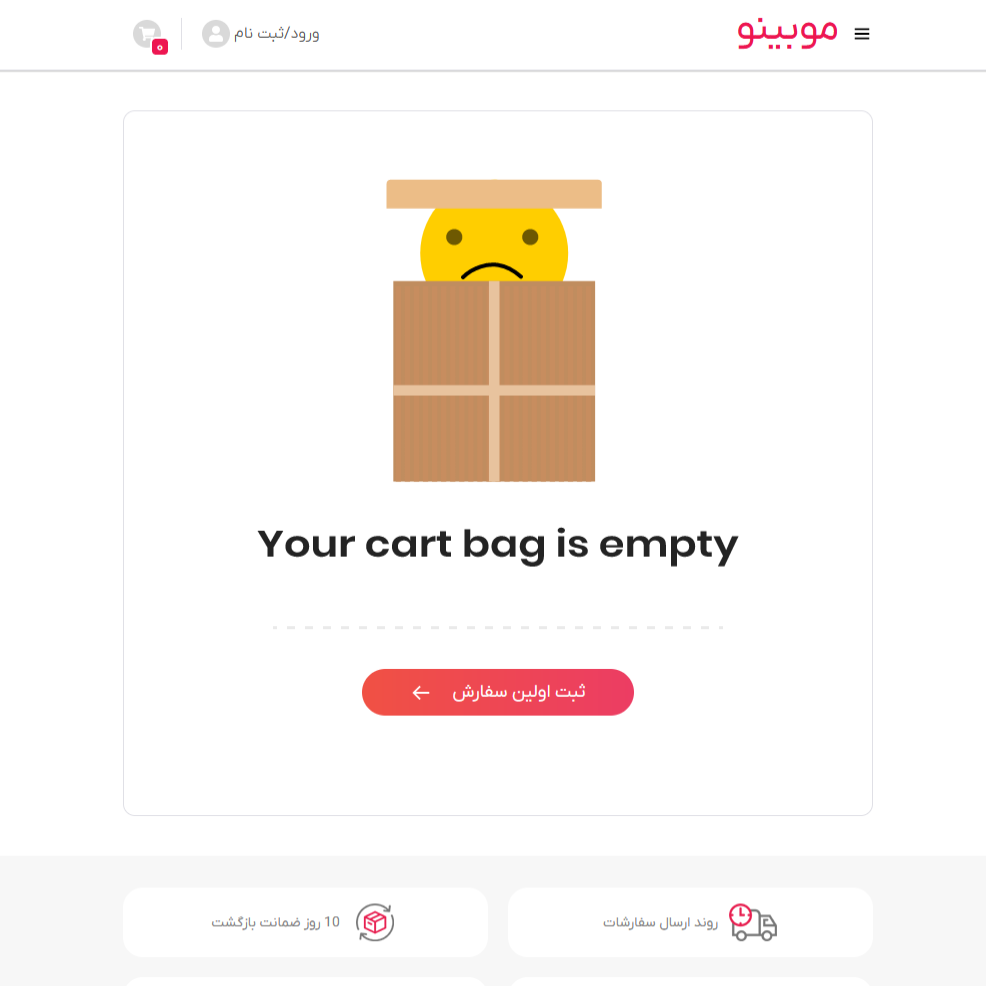 موبینو
ورود/ثبت نام
۰
Your cart bag is empty
ثبت اولین سفارش
روند ارسال سفارشات
10 روز ضمانت بازگشت